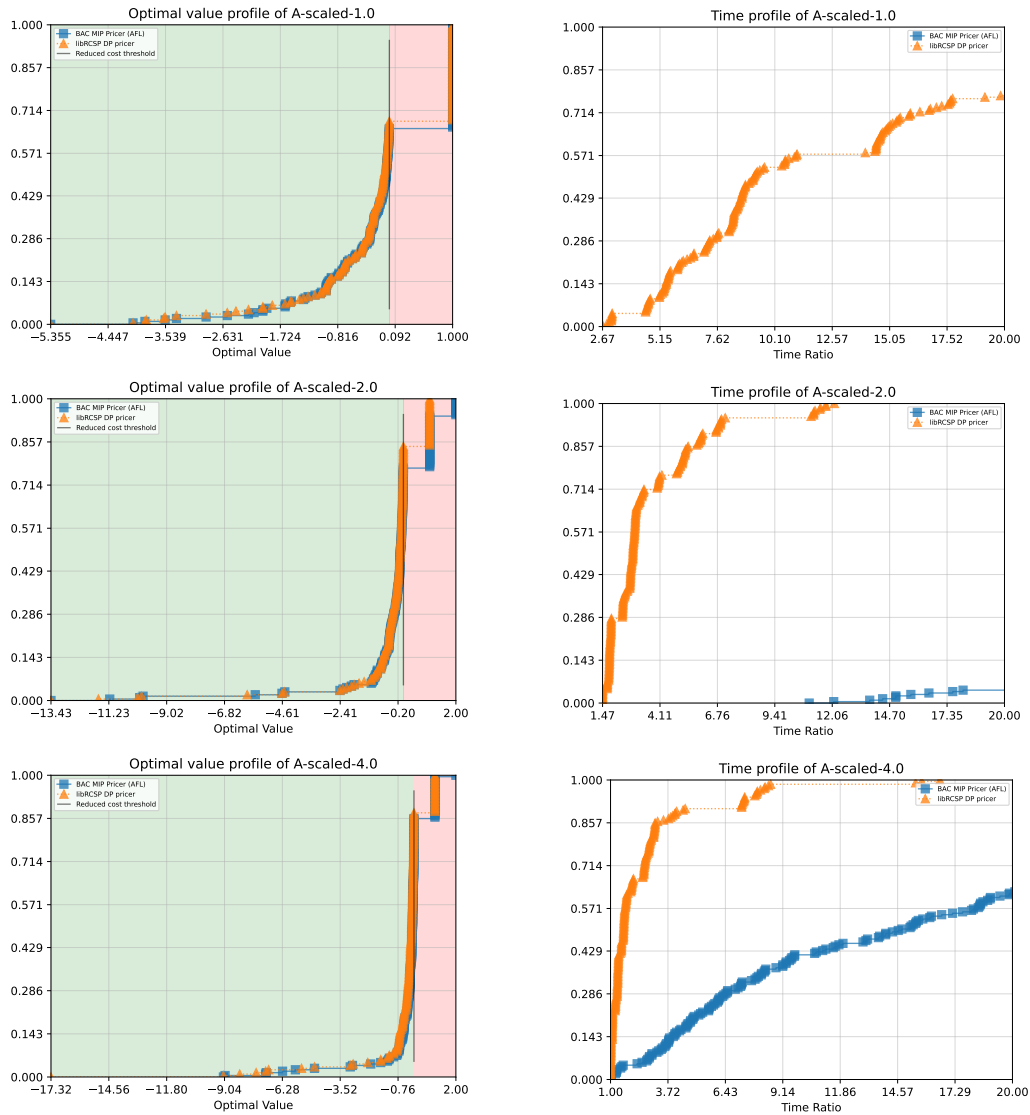 Optimal value profile of A-scaled-1.0
BAC MIP Pricer (AFL)
libRCSP DP pricer
Reduced cost threshold
1.000
0.857
0.714
0.571
0.429
0.286
0.143
0.000
−5.355 −4.447 −3.539 −2.631 −1.724 −0.816 0.092 1.000
Optimal Value
Time profile of A-scaled-1.0
BAC MIP Pricer (AFL)
libRCSP DP pricer
1.000
0.857
0.714
0.571
0.429
0.286
0.143
0.000
2.67 5.15 7.62 10.10 12.57 15.05 17.52 20.00
Time Ratio
Optimal value profile of A-scaled-2.0
BAC MIP Pricer (AFL)
libRCSP DP pricer
Reduced cost threshold
1.000
0.857
0.714
0.571
0.429
0.286
0.143
0.000
−13.43 −11.23 −9.02 −6.82 −4.61 −2.41 −0.20 2.00
Optimal Value
Time profile of A-scaled-2.0
BAC MIP Pricer (AFL)
libRCSP DP pricer
1.000
0.857
0.714
0.571
0.429
0.286
0.143
0.000
1.47 4.11 6.76 9.41 12.06 14.70 17.35 20.00
Time Ratio
Optimal value profile of A-scaled-4.0
BAC MIP Pricer (AFL)
libRCSP DP pricer
Reduced cost threshold
1.000
0.857
0.714
0.571
0.429
0.286
0.143
0.000
−17.32 −14.56 −11.80 −9.04 −6.28 −3.52 −0.76 2.00
Optimal Value
Time profile of A-scaled-4.0
BAC MIP Pricer (AFL)
libRCSP DP pricer
1.000
0.857
0.714
0.571
0.429
0.286
0.143
0.000
1.00 3.72 6.43 9.14 11.86 14.57 17.29 20.00
Time Ratio